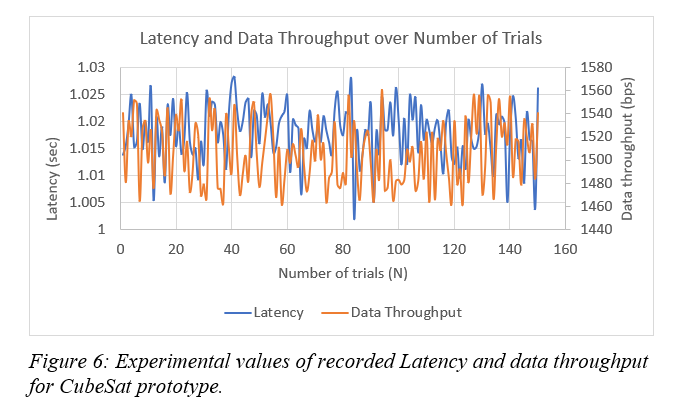 Latency and Data Throughput over Number of Trials
1.03
1.025
1.02
1.015
1.01
1.005
1
Latency (sec)
1580
1560
1540
1520
1500
1480
1460
1440
Data throughput (bps)
0 20 40 60 80 100 120 140 160
Number of trials (N)
Latency Data Throughput
Figure 6: Experimental values of recorded Latency and data throughput
for CubeSat prototype.